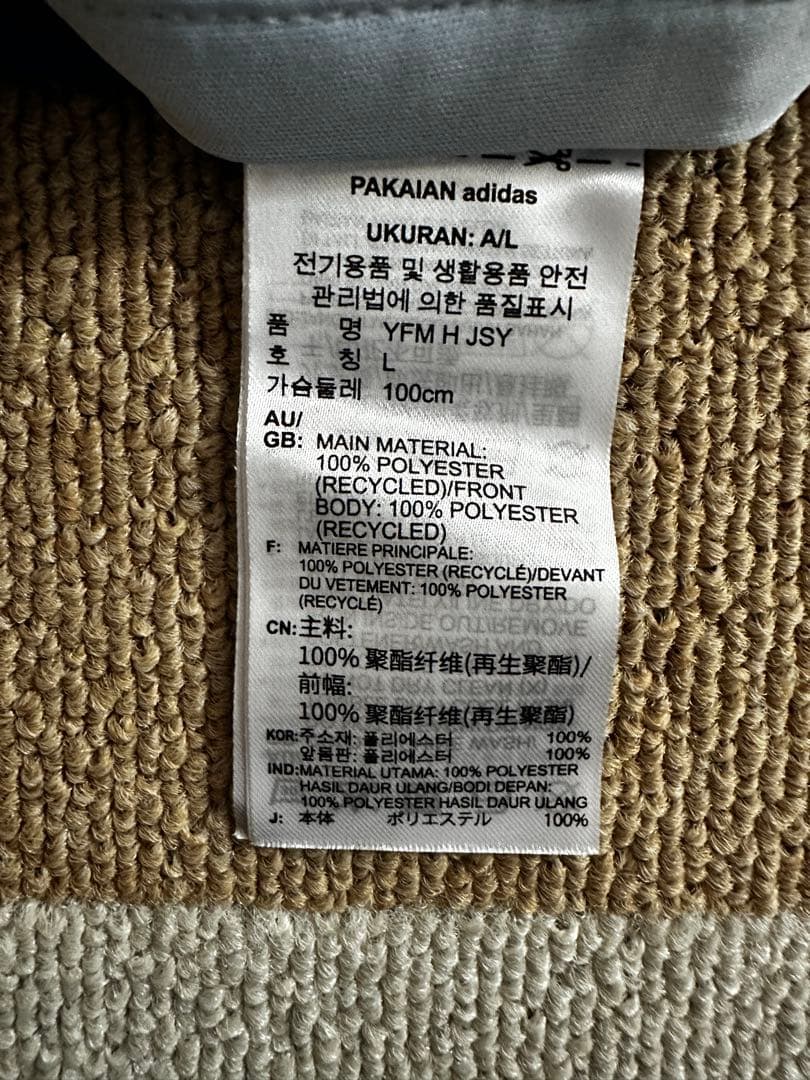 PAKAIAN adidas
UKURAN: A/L
전기용품 및 생활용품 안전
관리법에 의한 품질표시
품 명 YFM H JSY
호 칭 L
가슴둘레 100cm
AU/
GB: MAIN MATERIAL:
100% POLYESTER
(RECYCLED)/FRONT
BODY: 100% POLYESTER
(RECYCLED)
F: MATIERE PRINCIPALE:
100% POLYESTER (RECYCLÉ)/DEVANT
DU VETEMENT: 100% POLYESTER
(RECYCLÉ)
CN:主料:
100% 聚酯纤维(再生聚酯)/
前幅:
100% 聚酯纤维(再生聚酯)
KOR:주소재: 폴리에스터 100%
앞몸판: 폴리에스터 100%
IND:MATERIAL UTAMA: 100% POLYESTER
HASIL DAUR ULANG/BODI DEPAN:
100% POLYESTER HASIL DAUR ULANG
J: 本体 ポリエステル 100%